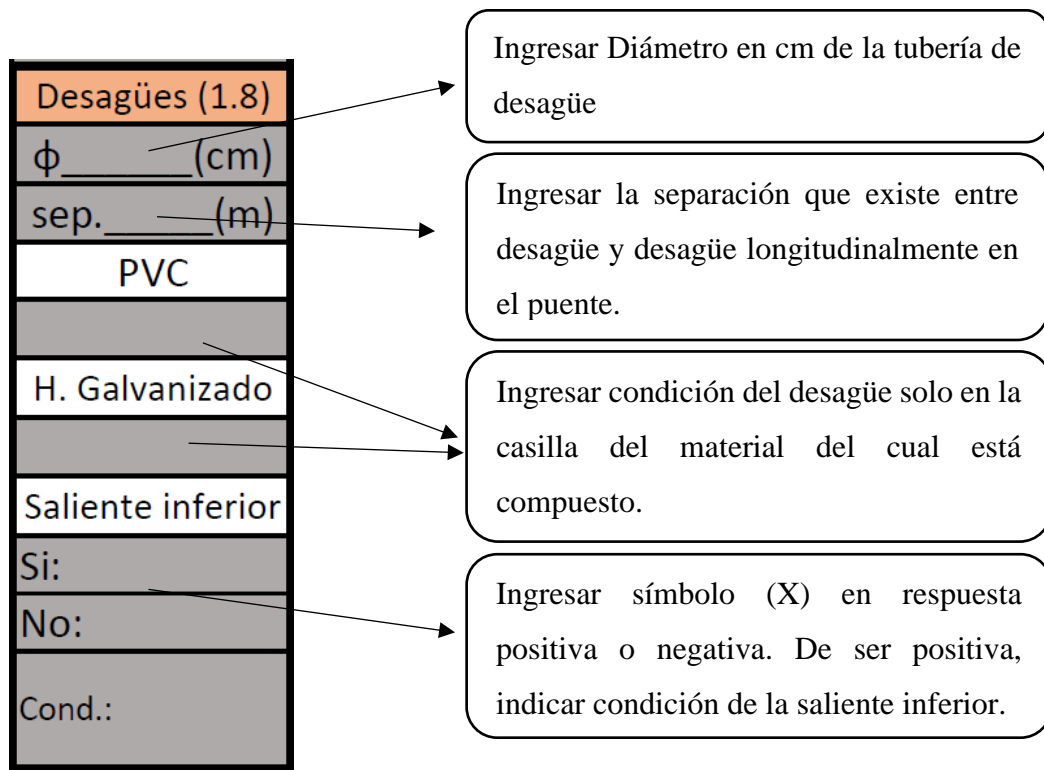 Desagües (1.8)
ϕ______(cm)
sep._____(m)
PVC
H. Galvanizado
Saliente inferior
Si:
No:
Cond.:
Ingresar Diámetro en cm de la tubería de
desagüe
Ingresar la separación que existe entre
desagüe y desagüe longitudinalmente en
el puente.
Ingresar condición del desagüe solo en la
casilla del material del cual está
compuesto.
Ingresar símbolo (X) en respuesta
positiva o negativa. De ser positiva,
indicar condición de la saliente inferior.